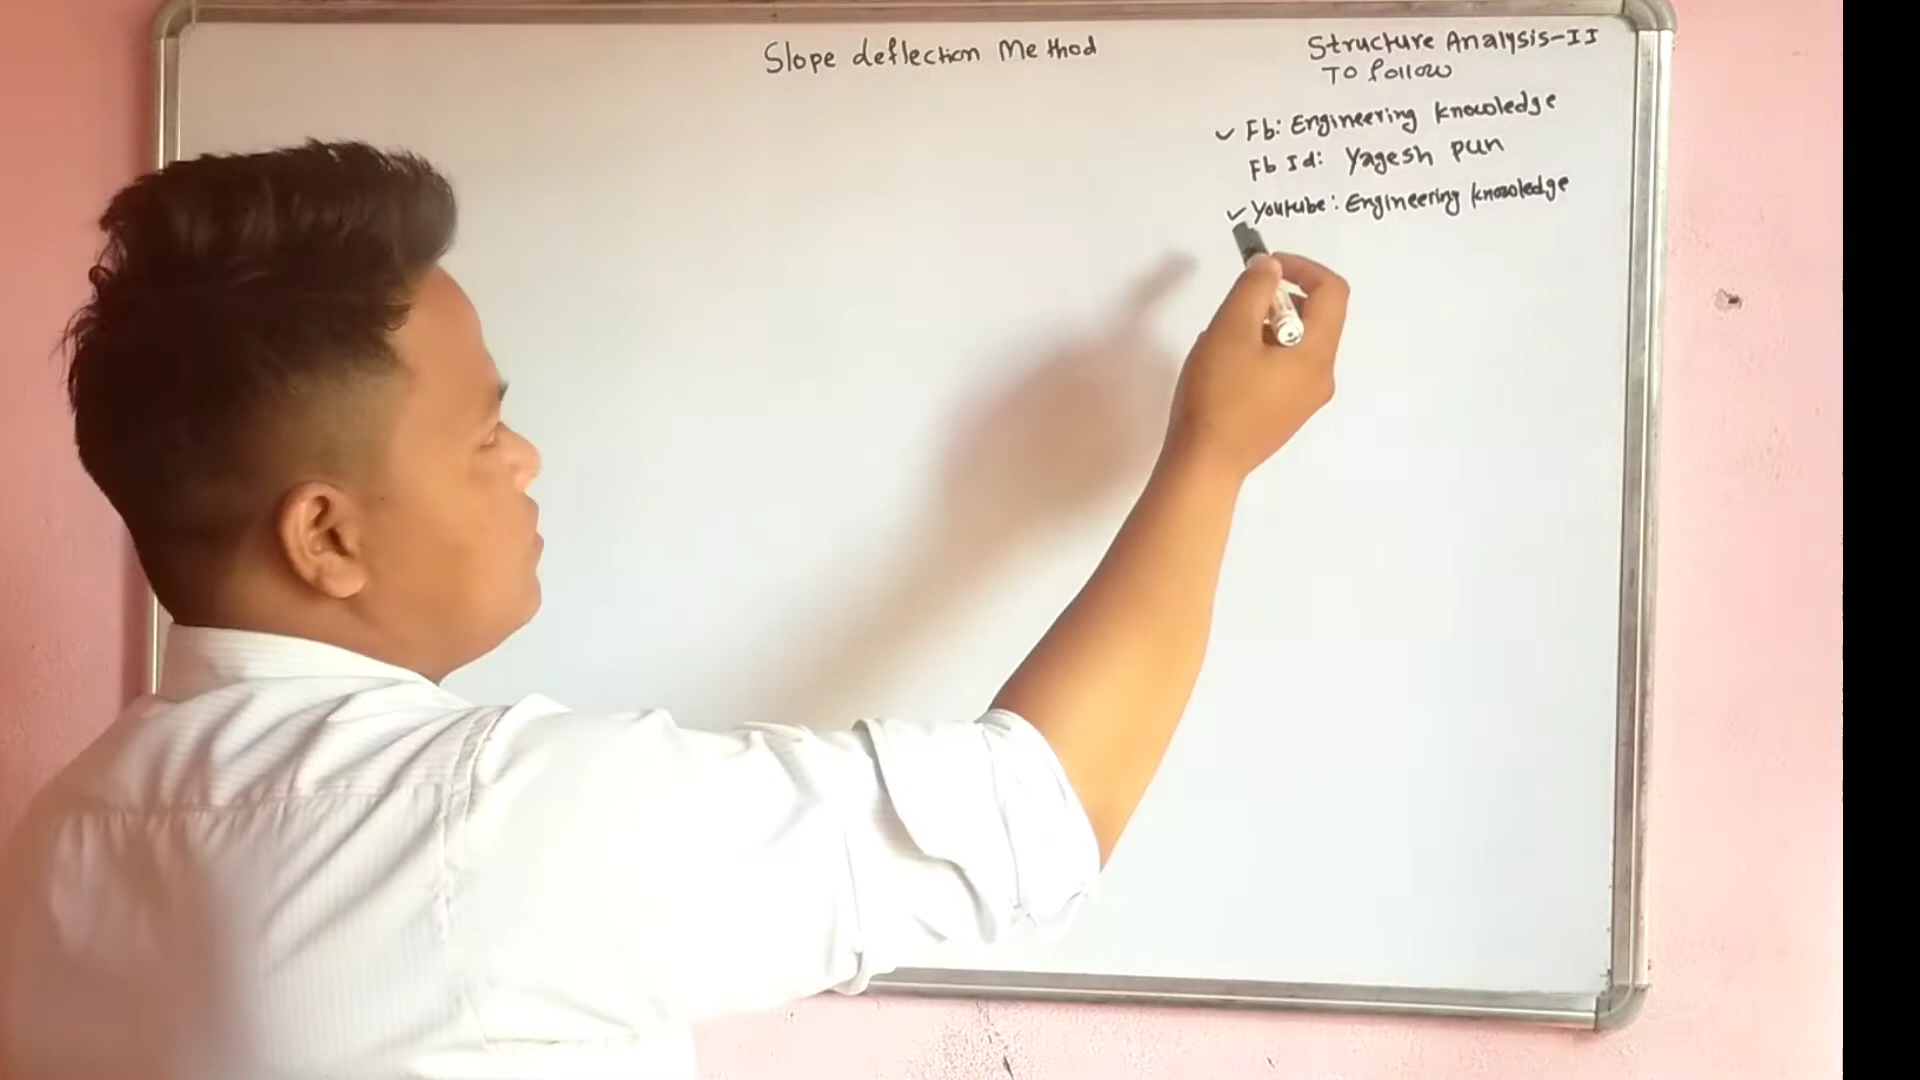 Slope deflection Method
Structure Analysis-II
To follow
✓ Fb: Engineering knowledge
Fb Id: Yagesh pun
✓ Youtube: Engineering knowledge